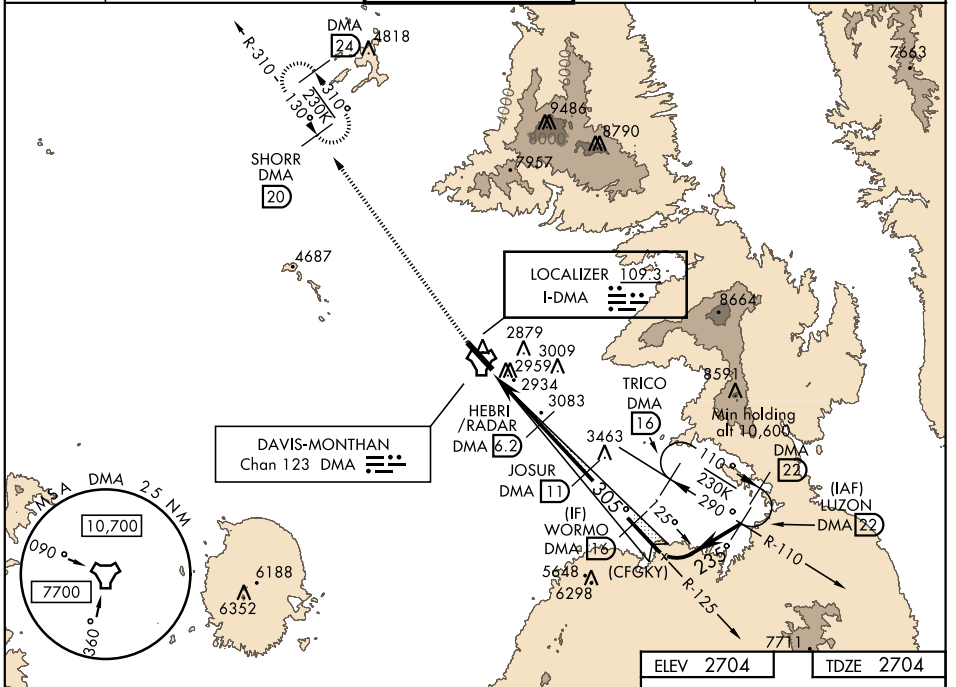 DMA
24
4818
R-310
310°
230K
130°
SHORR
DMA
20
6000
6000
9486
8000
8790
7957
7663
4687
LOCALIZER 109.3
I-DMA
8664
2879
3009
2959
2934
3083
8591
TRICO
DMA
16
Min holding
alt 10,600
DMA
22
HEBRI
/RADAR
DMA 6.2
3463
DAVIS-MONTHAN
Chan 123 DMA
JOSUR
DMA 11
305°
110°
230K
290°
125°
(IAF)
LUZON
DMA 22
(IF)
WORMO
DMA 16
235°
R-110
(CFGKY)
R-125
MSA DMA 25 NM
10,700
090°
7700
360°
6188
6352
5648
6298
7711
ELEV 2704
TDZE 2704